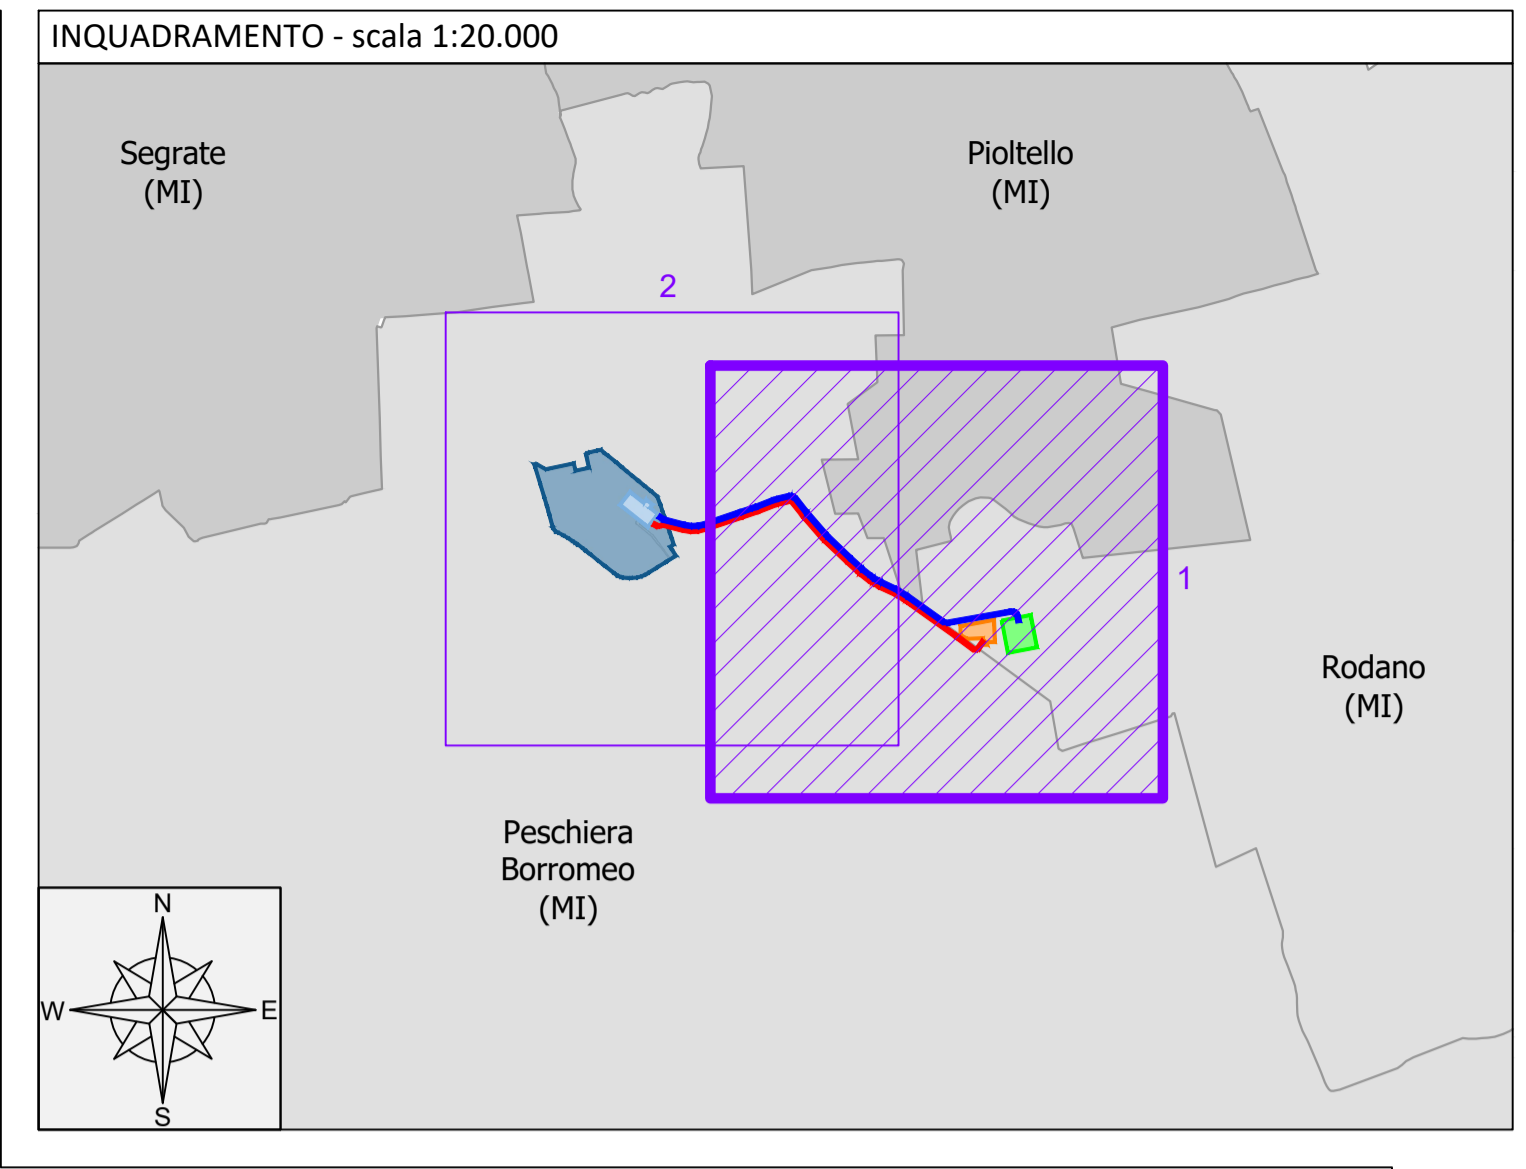 INQUADRAMENTO - scala 1:20.000
Segrate
(MI)
Pioltello
(MI)
2
1
Rodano
(MI)
Peschiera
Borromeo
(MI)
N
W
E
S